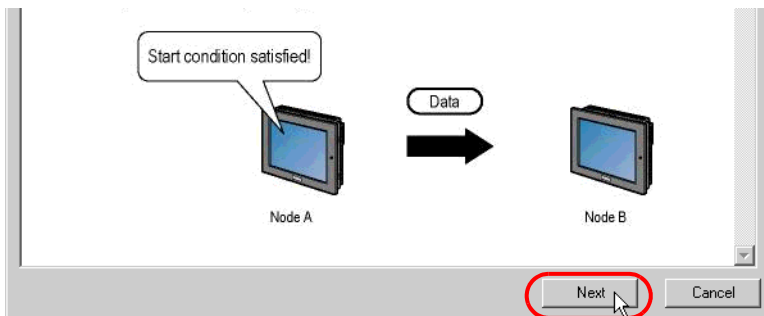 Start condition satisfied!
Data
Node A
Node B
Next
Cancel